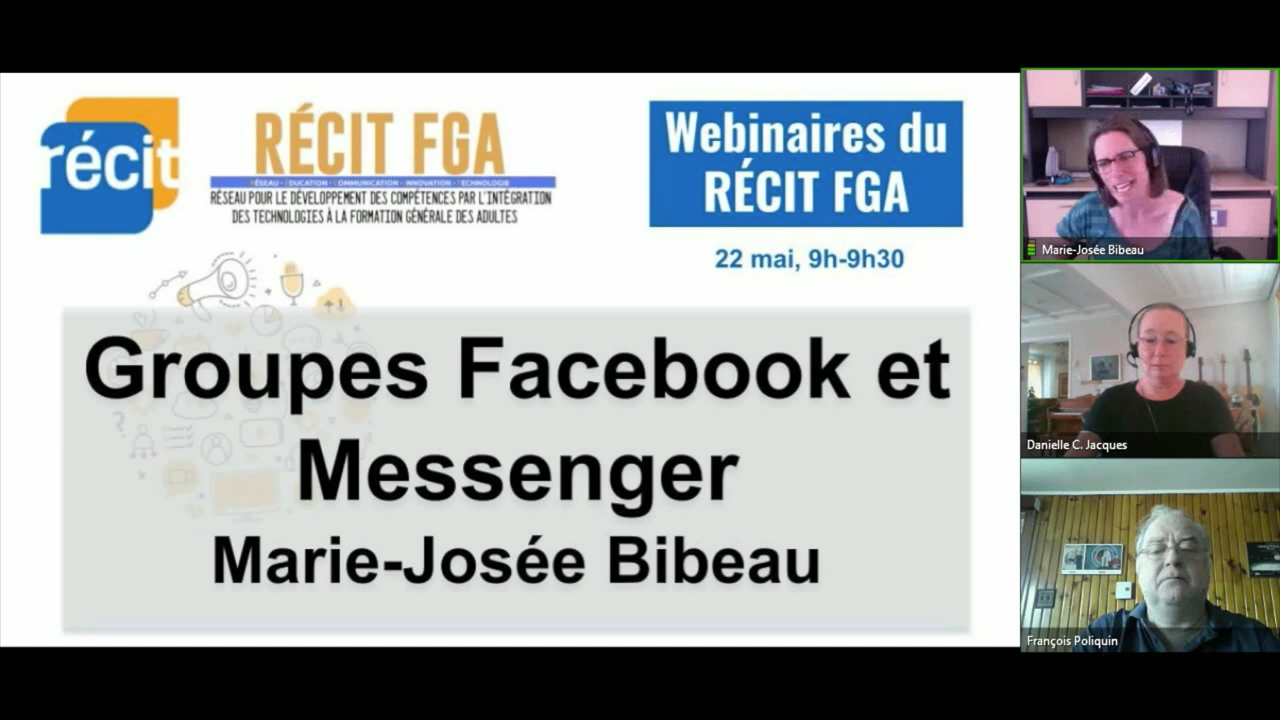 récit
RÉCIT FGA
RÉSEAU - ÉDUCATION - COMMUNICATION - INNOVATION - TECHNOLOGIE
RÉSEAU POUR LE DÉVELOPPEMENT DES COMPÉTENCES PAR L'INTÉGRATION
DES TECHNOLOGIES À LA FORMATION GÉNÉRALE DES ADULTES
Webinaires du
RÉCIT FGA
22 mai, 9h-9h30
Groupes Facebook et
Messenger
Marie-Josée Bibeau
Marie-Josée Bibeau
Danielle C. Jacques
François Poliquin